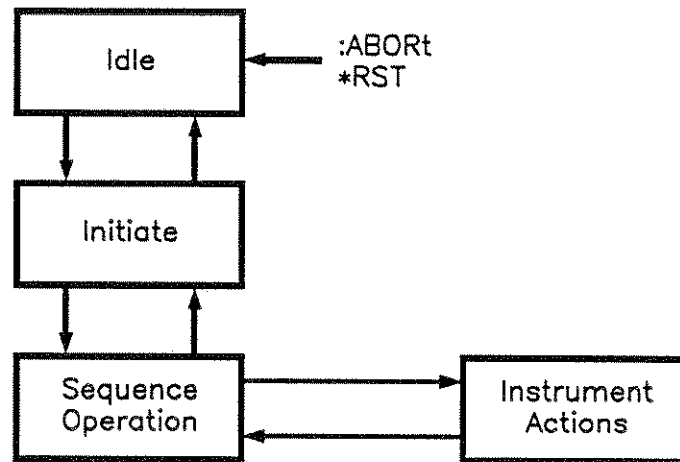 Idle
:ABORt
*RST
Initiate
Sequence
Operation
Instrument
Actions